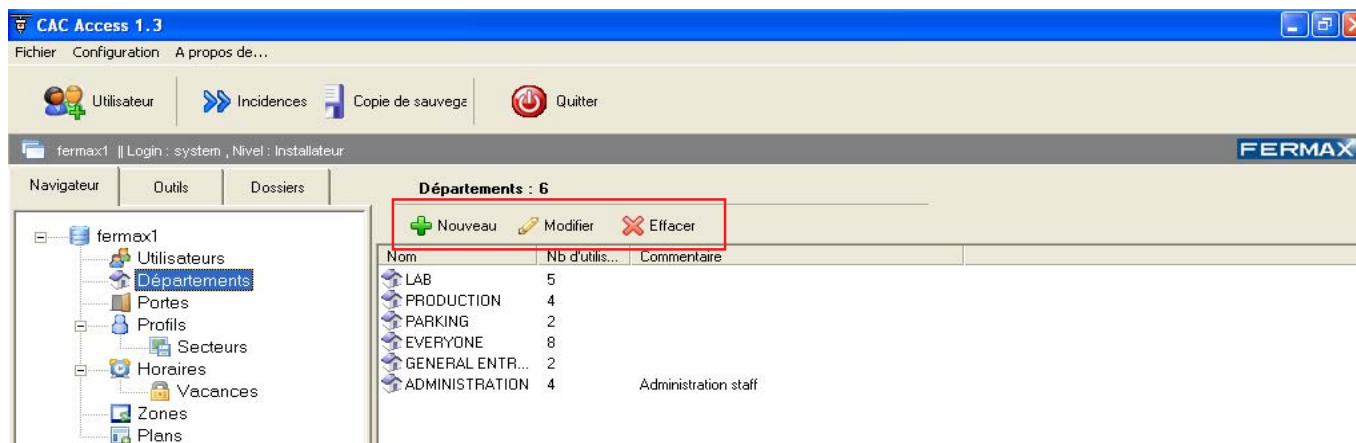 CAC Access 1.3
Fichier Configuration A propos de...
Utilisateur Incidences Copie de sauvega Quitter
fermax1 || Login : system , Nivel : Installateur FERMAX
Navigateur Outils Dossiers Départements : 6
Nouveau Modifier Effacer
fermax1
Utilisateurs
Départements
Portes
Profils
Secteurs
Horaires
Vacances
Zones
Plans
Nom Nb d'utilis... Commentaire
LAB 5
PRODUCTION 4
PARKING 2
EVERYONE 8
GENERAL ENTR... 2
ADMINISTRATION 4 Administration staff